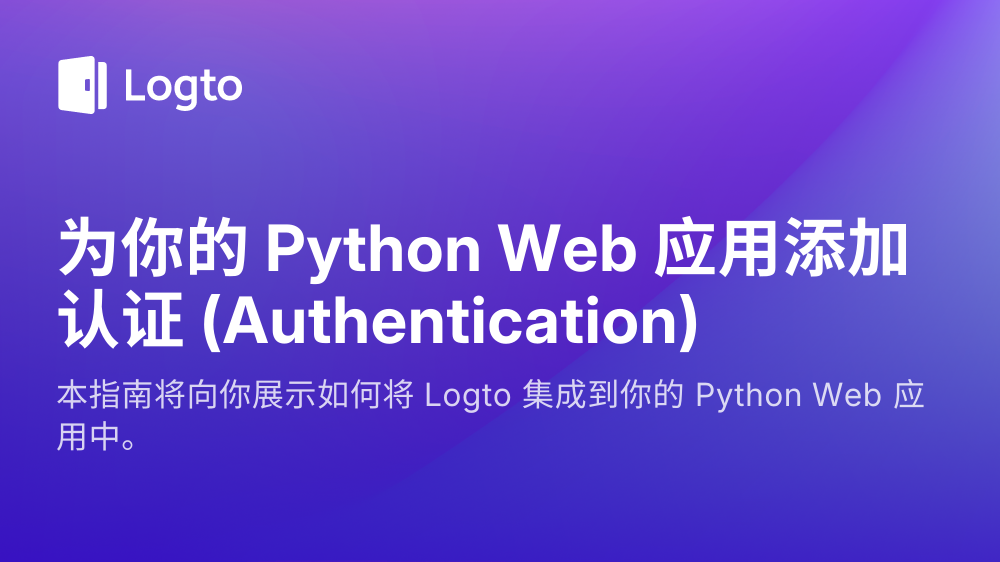 Logto
为你的 Python Web 应用添加
认证 (Authentication)
本指南将向你展示如何将 Logto 集成到你的 Python Web 应
用中。